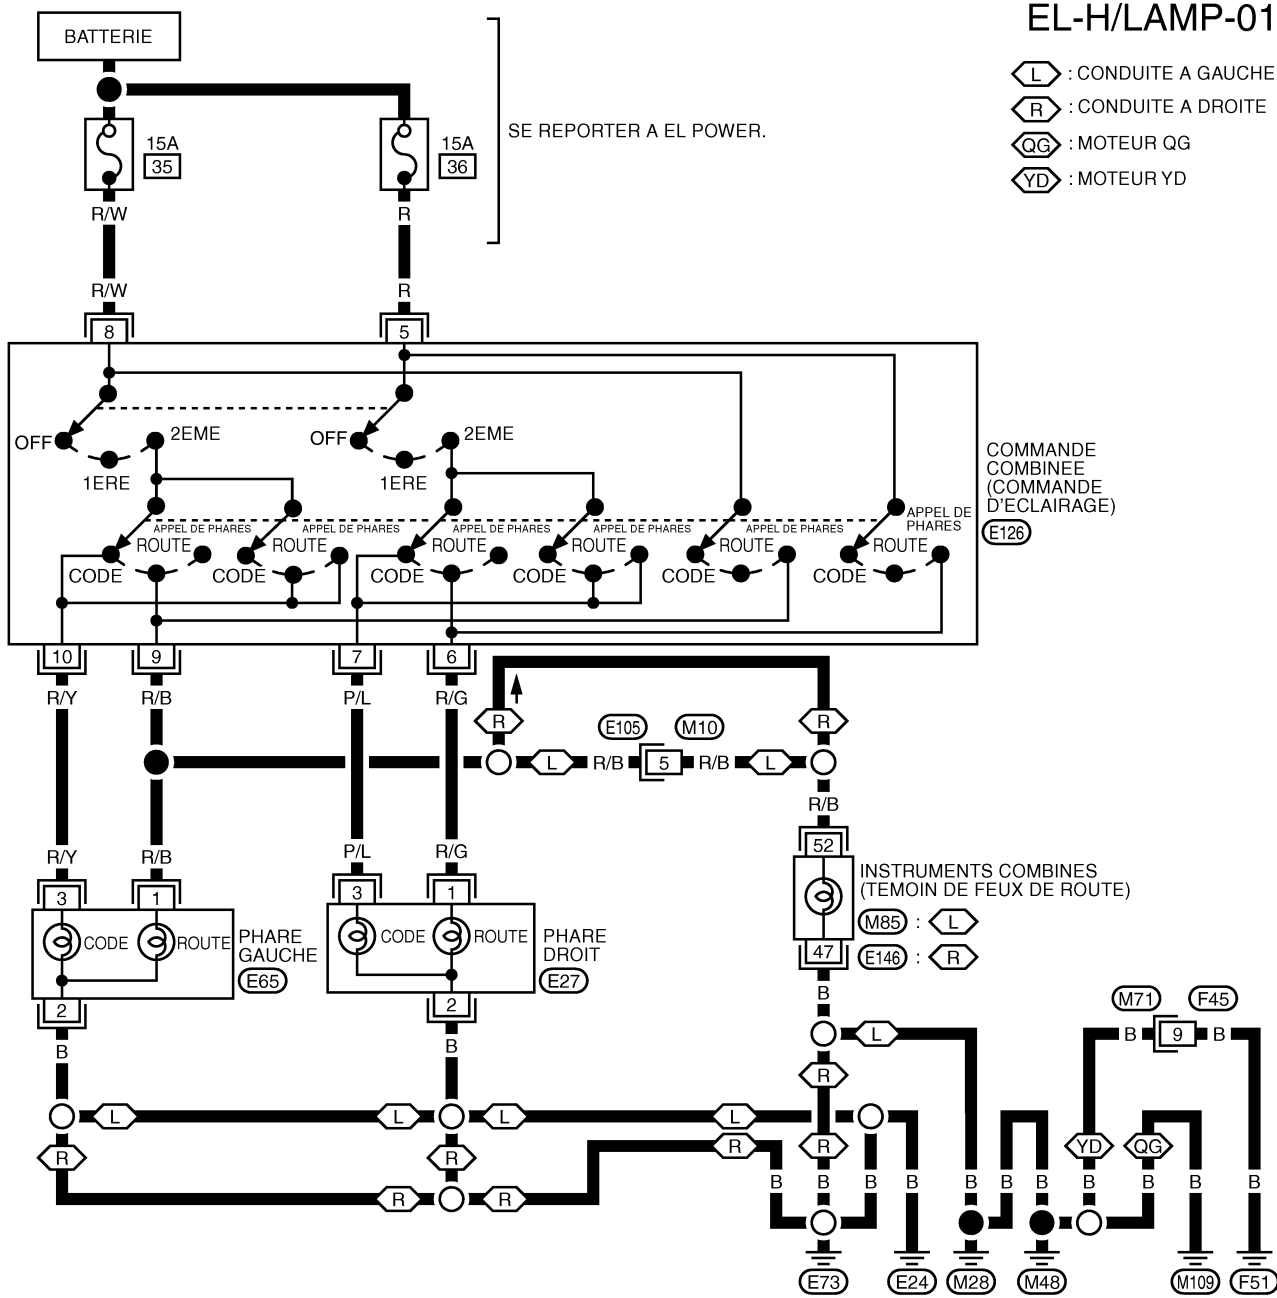 EL-H/LAMP-01
BATTERIE
L : CONDUITE A GAUCHE
R : CONDUITE A DROITE
QG : MOTEUR QG
YD : MOTEUR YD
SE REPORTER A EL POWER.
15A
35
15A
36
R/W
R
R/W
R
8
5
OFF
2EME
1ERE
OFF
2EME
1ERE
COMMANDE
COMBINEE
(COMMANDE
D'ECLAIRAGE)
E126
APPEL DE PHARES
APPEL DE PHARES
APPEL DE PHARES
APPEL DE PHARES
APPEL DE PHARES
APPEL DE
PHARES
ROUTE
ROUTE
ROUTE
ROUTE
ROUTE
ROUTE
CODE
CODE
CODE
CODE
CODE
CODE
10
9
7
6
R/Y
R/B
P/L
R/G
R
R
E105
M10
L
R/B
5
R/B
L
R/B
52
R/Y
R/B
P/L
R/G
3
1
3
1
INSTRUMENTS COMBINES
(TEMOIN DE FEUX DE ROUTE)
M85 : L
E146 : R
47
CODE
ROUTE
PHARE
GAUCHE
E65
CODE
ROUTE
PHARE
DROIT
E27
2
2
B
B
B
L
R
M71
F45
B
9
B
L
L
L
L
R
R
R
R
YD
QG
R
R
B
B
B
B
B
B
B
B
B
B
E73
E24
M28
M48
M109
F51